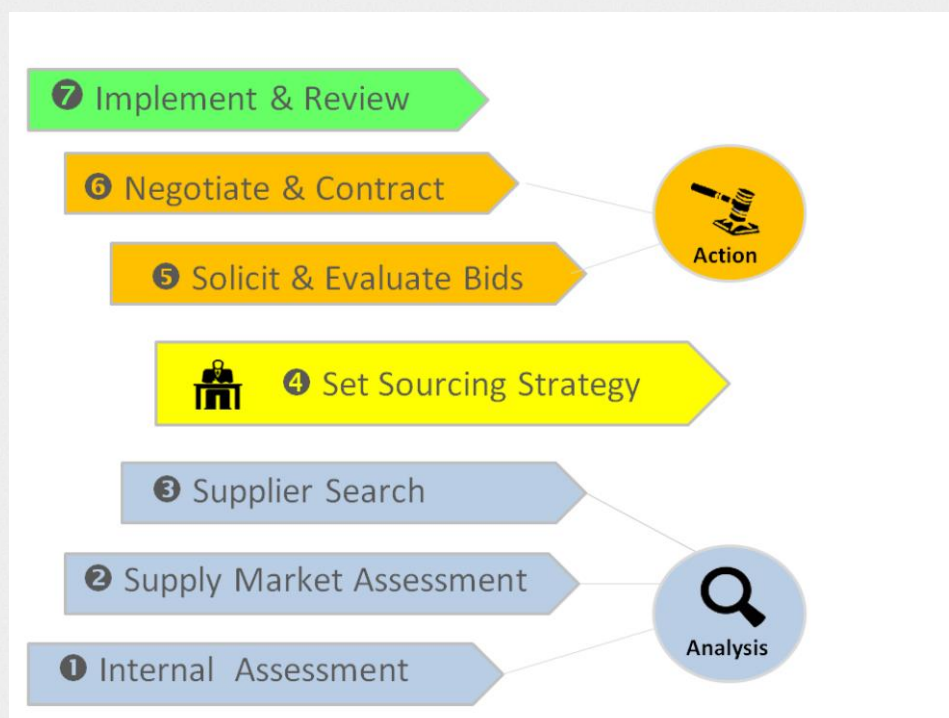 ❼ Implement & Review
❻ Negotiate & Contract
Action
❺ Solicit & Evaluate Bids
❹ Set Sourcing Strategy
❸ Supplier Search
❷ Supply Market Assessment
Analysis
❶ Internal Assessment